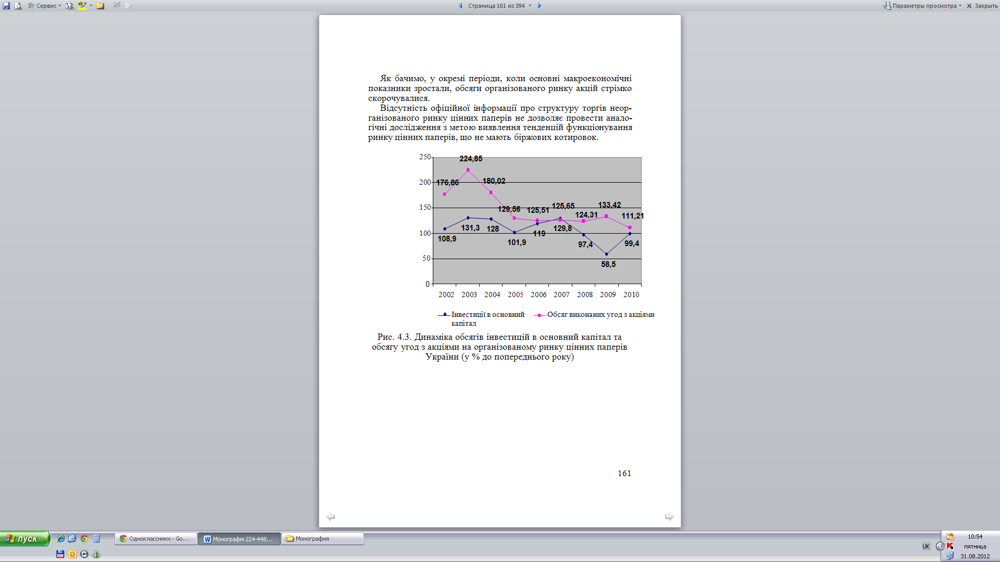 Сервис
Страница 161 из 394
Параметры просмотра
Закрыть
Як бачимо, у окремі періоди, коли основні макроекономічні
показники зростали, обсяги організованого ринку акцій стрімко
скорочувалися.
Відсутність офіційної інформації про структуру торгів неор-
ганізованого ринку цінних паперів не дозволяє провести анало-
гічні дослідження з метою виявлення тенденцій функціонування
ринку цінних паперів, що не мають біржових котировок.
250
200
150
100
50
0
224,85
176,86
180,02
129,56
125,51
125,65
124,31
133,42
111,21
108,9
131,3
128
101,9
119
129,8
97,4
58,5
99,4
2002 2003 2004 2005 2006 2007 2008 2009 2010
Інвестиції в основний
капітал
Обсяг виконаних угод з акціями
Рис. 4.3. Динаміка обсягів інвестицій в основний капітал та
обсягу угод з акціями на організованому ринку цінних паперів
України (у % до попереднього року)
161
пуск
Одноклассники - Go...
Монографія 224-448...
Монография
UK
10:54
пятница
31.08.2012